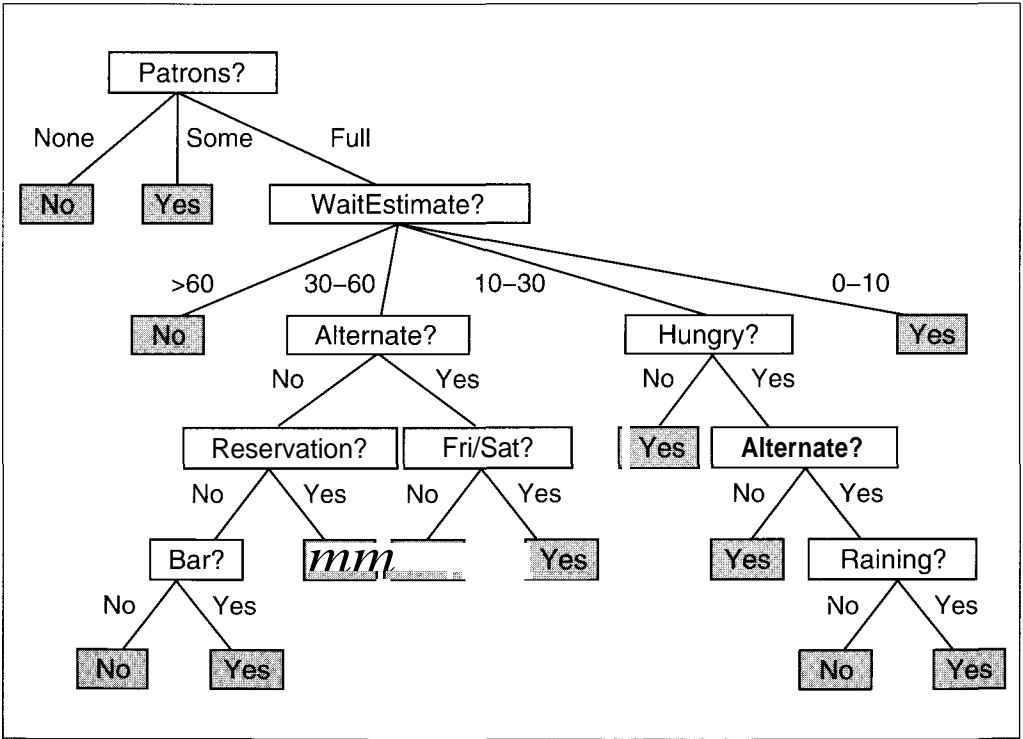 Patrons?
None Some Full
No Yes WaitEstimate?
>60 30–60 10–30 0–10
No Alternate? Hungry? Yes
No Yes No Yes
Reservation? Fri/Sat? Yes Alternate?
No Yes No Yes No Yes
Bar? mm Yes Yes Raining?
No Yes No Yes
No Yes No Yes